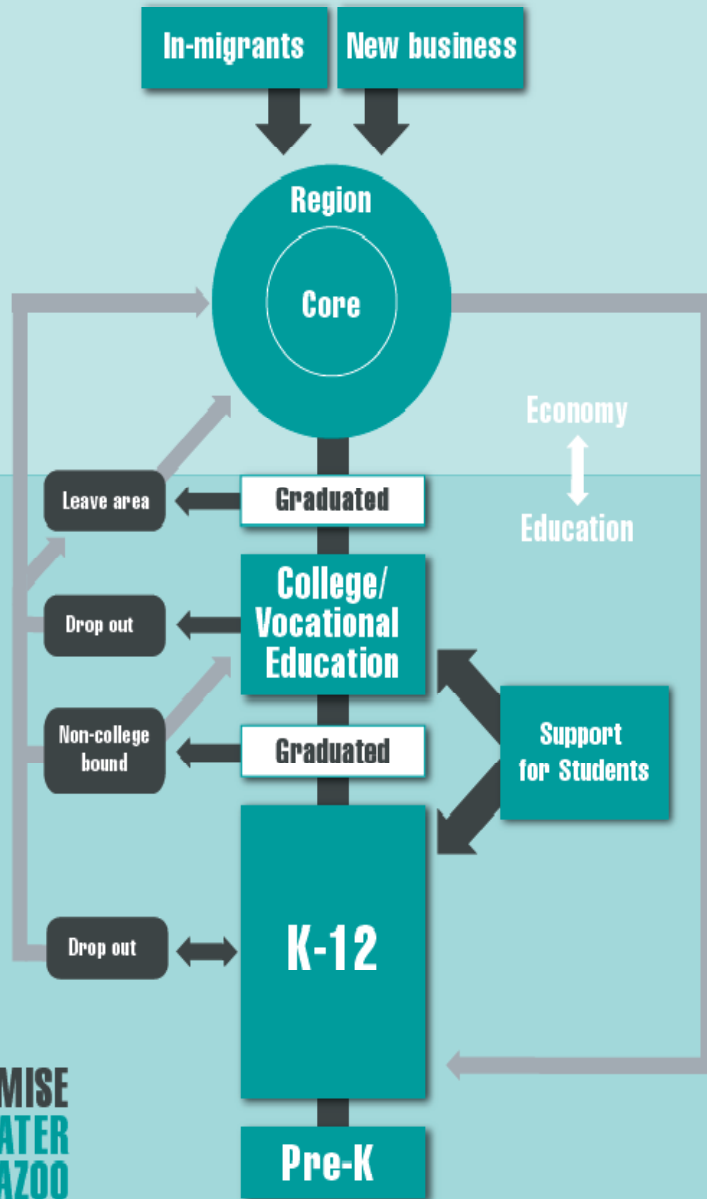 In-migrants
New business
Region
Core
Economy
Education
Leave area
Graduated
College/
Vocational
Education
Drop out
Non-college
bound
Graduated
Support
for Students
Drop out
K-12
MISE
ATER
AZOO
Pre-K